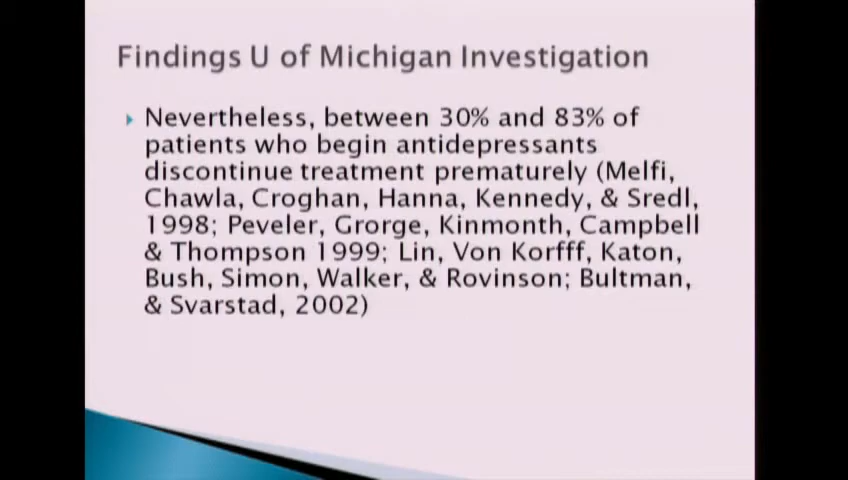 Findings U of Michigan Investigation
Nevertheless, between 30% and 83% of
patients who begin antidepressants
discontinue treatment prematurely (Melfi,
Chawla, Croghan, Hanna, Kennedy, & Sredl,
1998; Peveler, Grorge, Kinmonth, Campbell
& Thompson 1999; Lin, Von Korfff, Katon,
Bush, Simon, Walker, & Rovinson; Bultman,
& Svarstad, 2002)